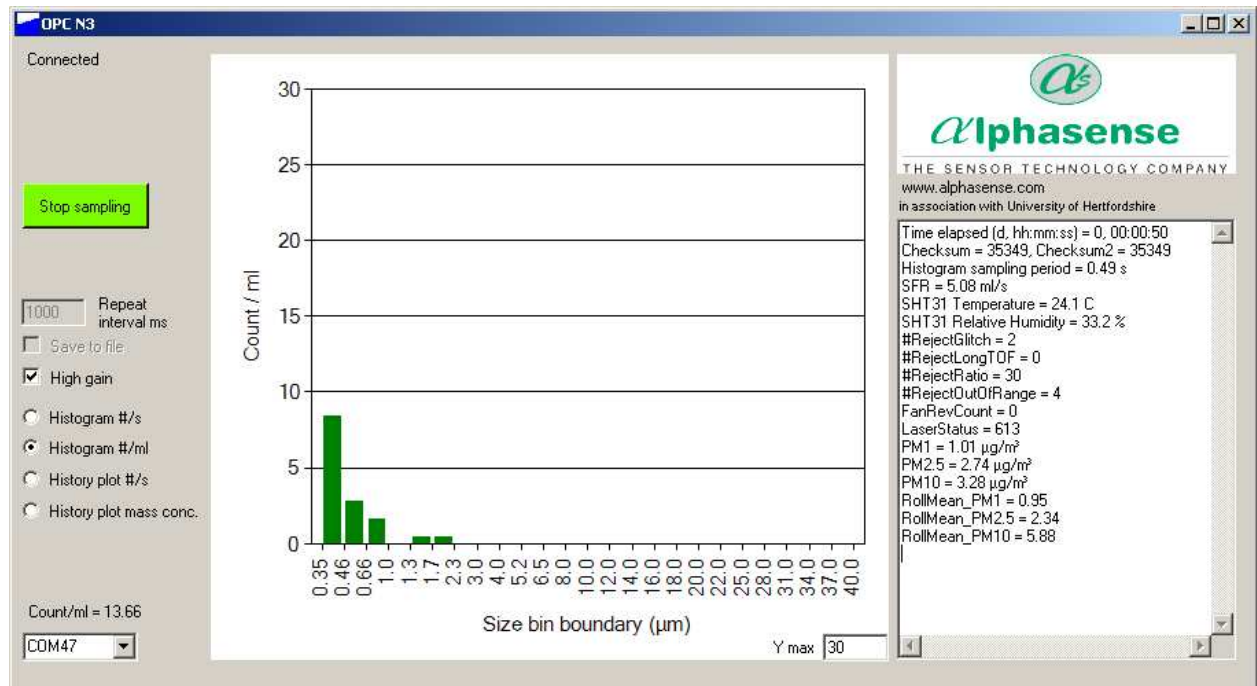 OPC N3
Connected
Stop sampling
1000
Repeat
interval ms
Save to file
High gain
Histogram #/s
Histogram #/ml
History plot #/s
History plot mass conc.
Count/ml = 13.66
COM47
30
25
20
15
10
5
0
Count / ml
0.35 0.46 0.66 1.0 1.3 1.7 2.3 3.0 4.0 5.2 6.5 8.0 10.0 12.0 14.0 16.0 18.0 20.0 22.0 25.0 28.0 31.0 34.0 37.0 40.0
Size bin boundary (µm)
Y max 30
αs
αlphasense
THE SENSOR TECHNOLOGY COMPANY
www.alphasense.com
in association with University of Hertfordshire
Time elapsed (d, hh:mm:ss) = 0, 00:00:50
Checksum = 35349, Checksum2 = 35349
Histogram sampling period = 0.49 s
SFR = 5.08 ml/s
SHT31 Temperature = 24.1 C
SHT31 Relative Humidity = 33.2 %
#RejectGlitch = 2
#RejectLongTOF = 0
#RejectRatio = 30
#RejectOutOfRange = 4
FanRevCount = 0
LaserStatus = 613
PM1 = 1.01 µg/m³
PM2.5 = 2.74 µg/m³
PM10 = 3.28 µg/m³
RollMean_PM1 = 0.95
RollMean_PM2.5 = 2.34
RollMean_PM10 = 5.88